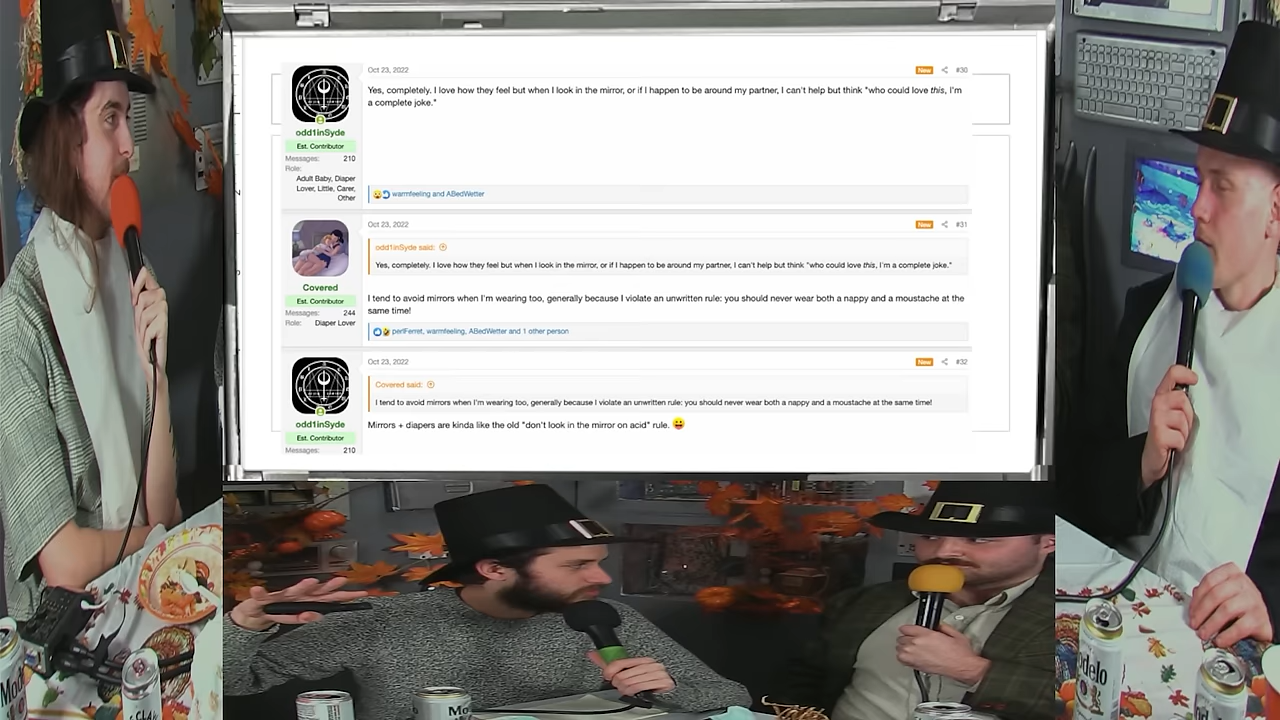 Oct 23, 2022
New
#30
Yes, completely. I love how they feel but when I look in the mirror, or if I happen to be around my partner, I can't help but think "who could love this, I'm
a complete joke."
odd1inSyde
Est. Contributor
Messages: 210
Role:
Adult Baby, Diaper
Lover, Little, Carer,
Other
warmfeeling and ABedWetter
Oct 23, 2022
New
#31
odd1inSyde said:
Yes, completely. I love how they feel but when I look in the mirror, or if I happen to be around my partner, I can't help but think "who could love this, I'm a complete joke."
Covered
Est. Contributor
Messages: 244
Role: Diaper Lover
I tend to avoid mirrors when I'm wearing too, generally because I violate an unwritten rule: you should never wear both a nappy and a moustache at the
same time!
perlFerret, warmfeeling, ABedWetter and 1 other person
Oct 23, 2022
New
#32
Covered said:
I tend to avoid mirrors when I'm wearing too, generally because I violate an unwritten rule: you should never wear both a nappy and a moustache at the same time!
odd1inSyde
Est. Contributor
Messages: 210
Mirrors + diapers are kinda like the old "don't look in the mirror on acid" rule.
Modelo
Mo
Mo
CLA